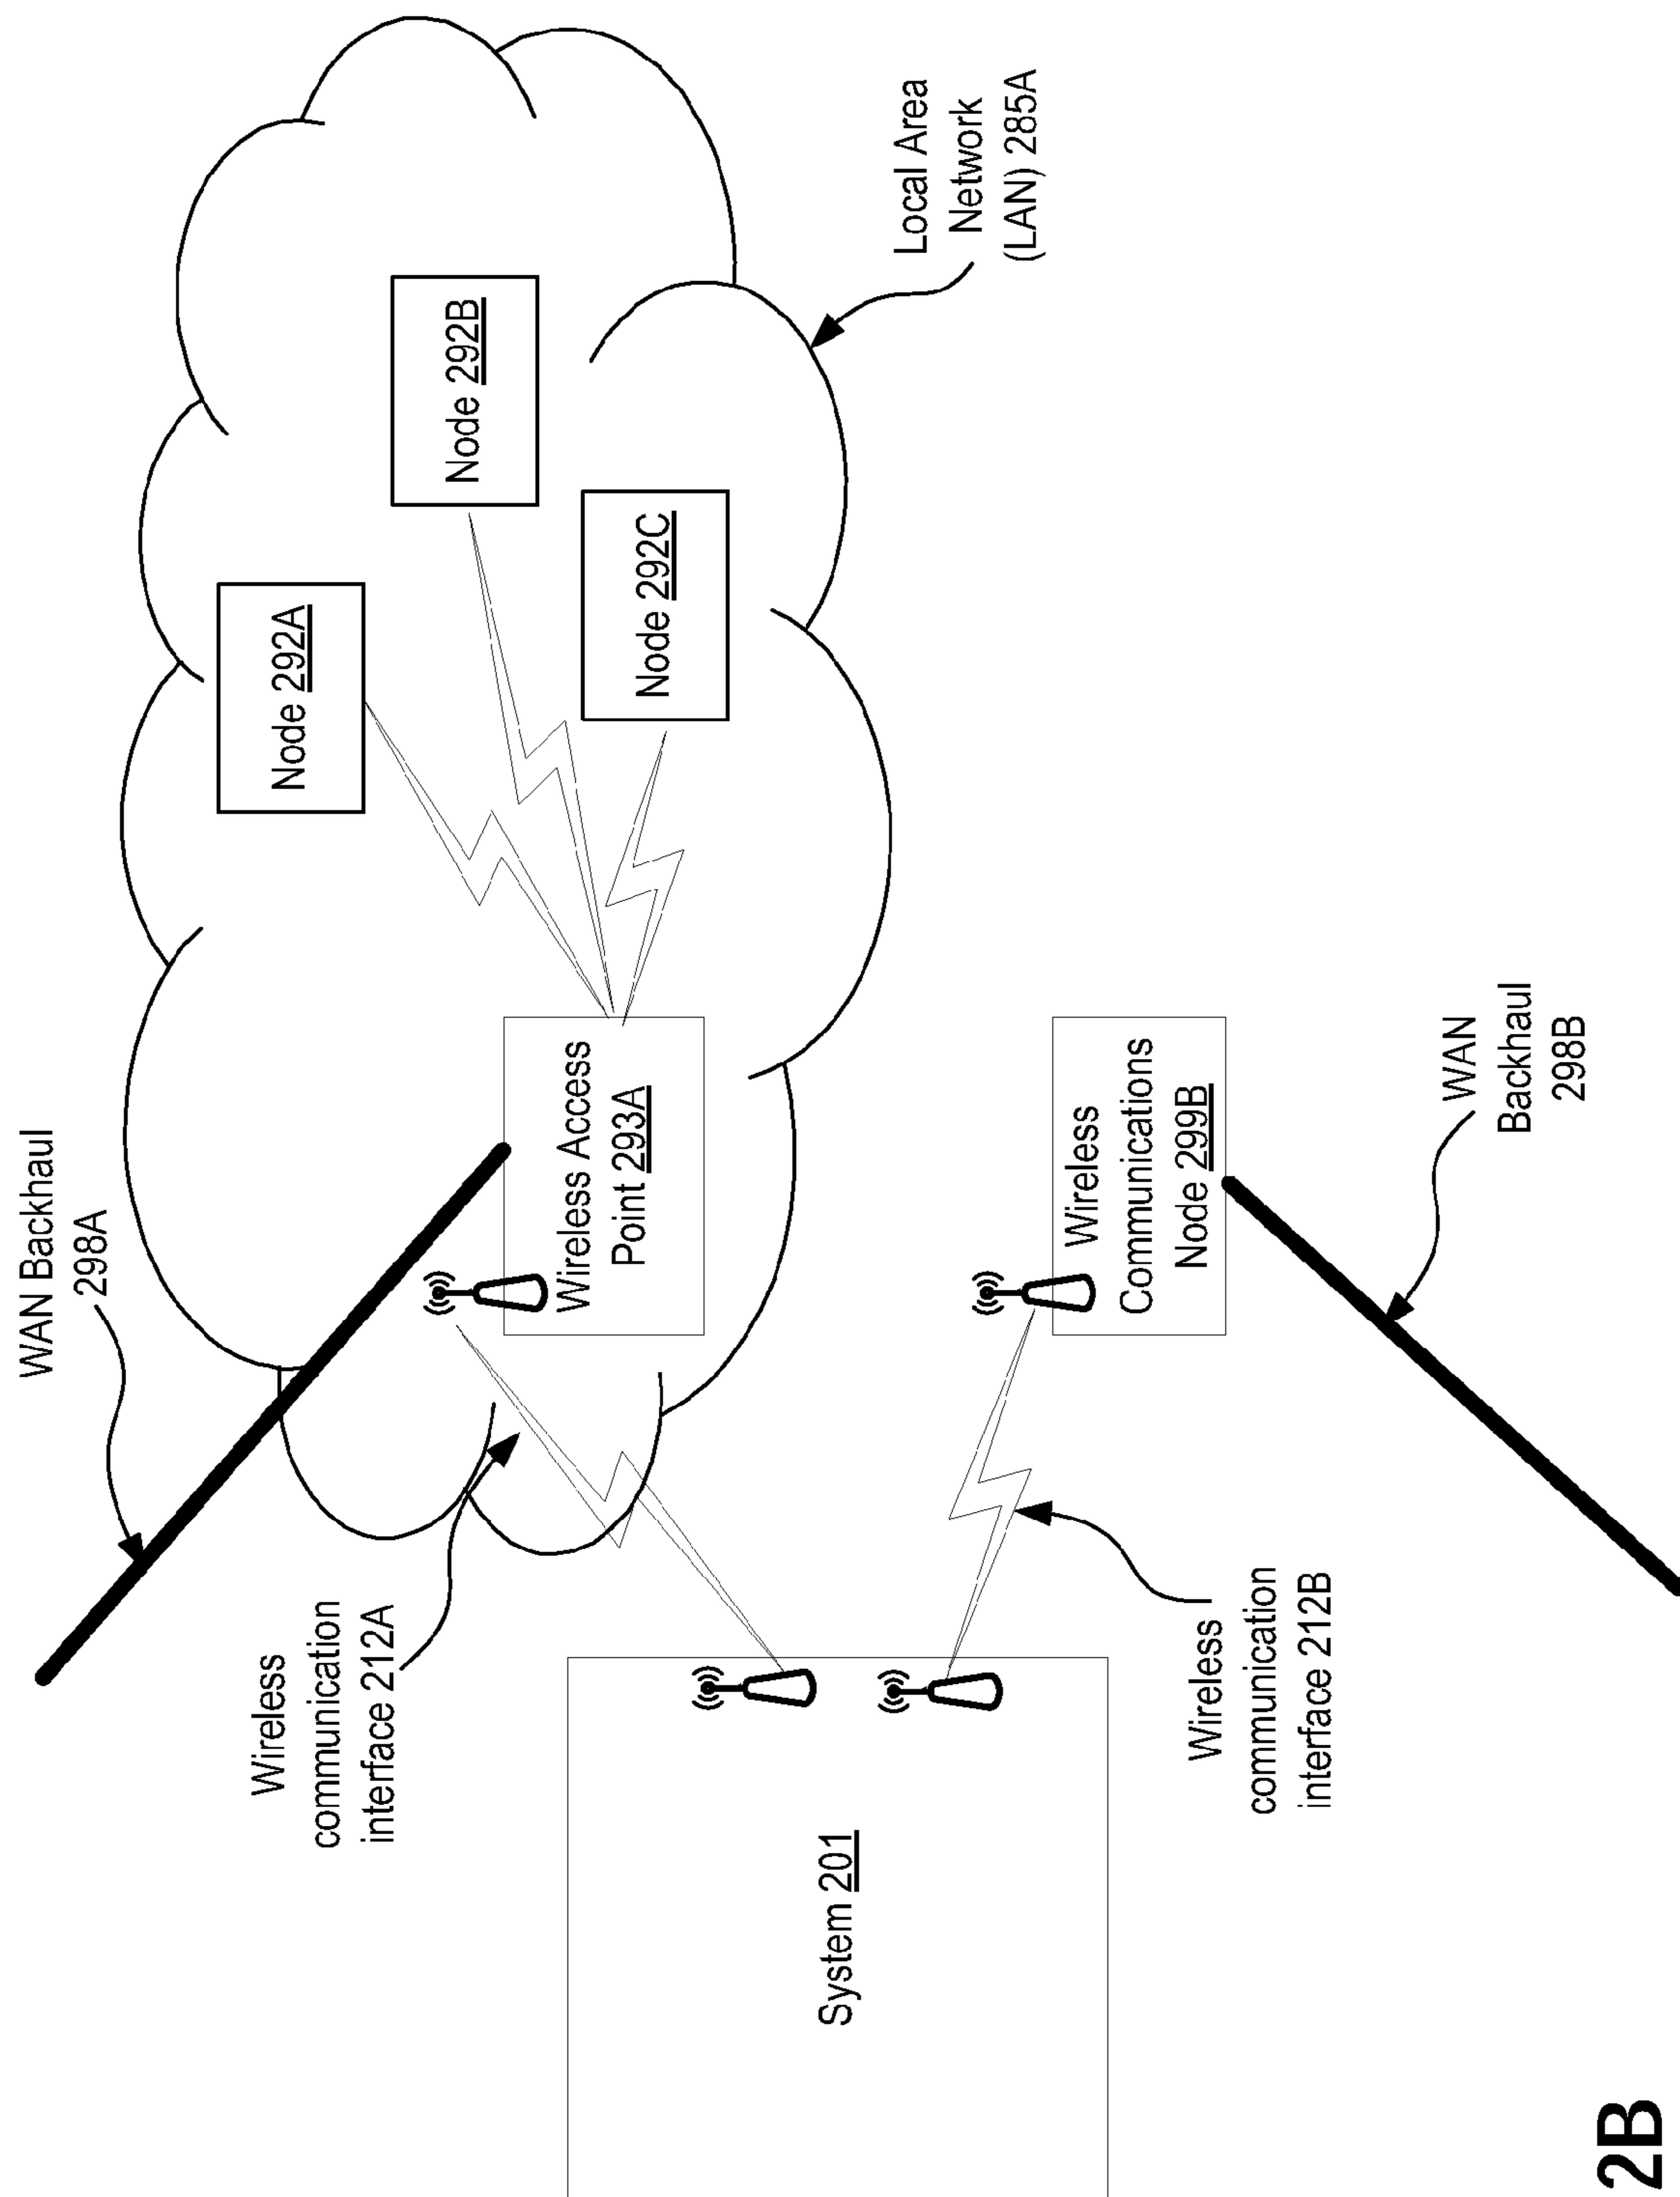 WAN Backhaul
298A
Wireless
communication
interface 212A
Node 292A
Node 292B
Node 292C
Wireless Access
Point 293A
Local Area
Network
(LAN) 285A
System 201
Wireless
Communications
Node 299B
Wireless
communication
interface 212B
WAN
Backhaul
298B
2B